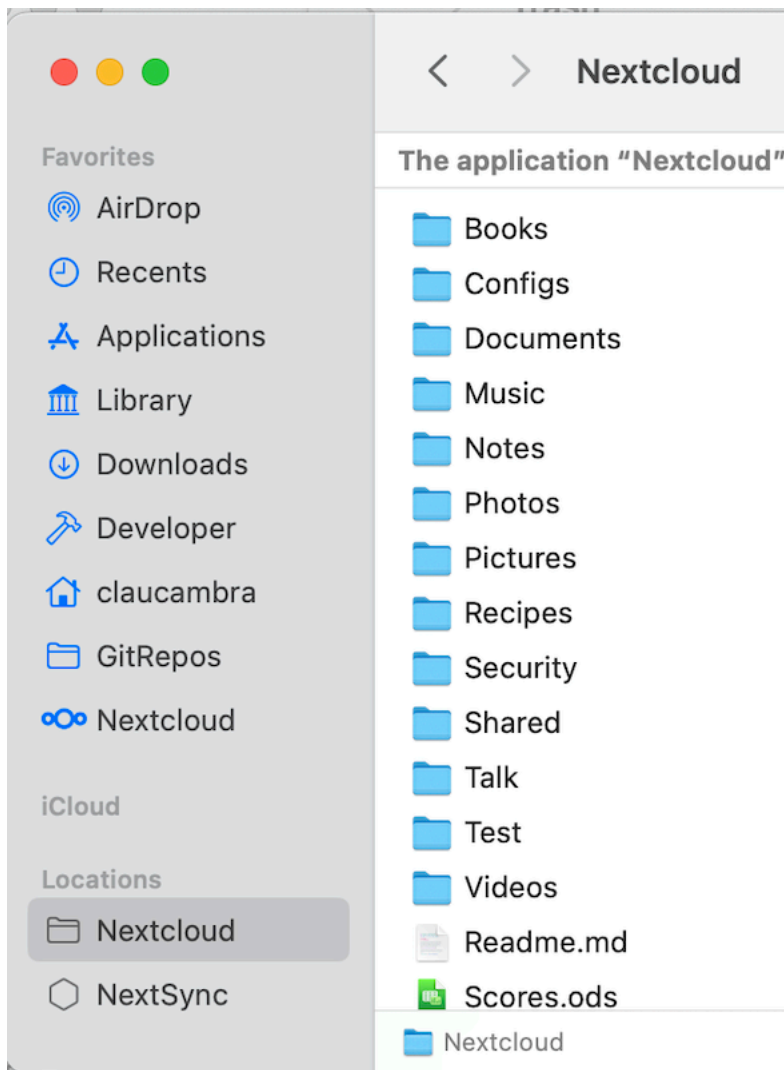 Nextcloud
Favorites
AirDrop
Recents
Applications
Library
Downloads
Developer
claucambra
GitRepos
Nextcloud
iCloud
Locations
Nextcloud
NextSync
The application “Nextcloud”
Books
Configs
Documents
Music
Notes
Photos
Pictures
Recipes
Security
Shared
Talk
Test
Videos
Readme.md
Scores.ods
Nextcloud